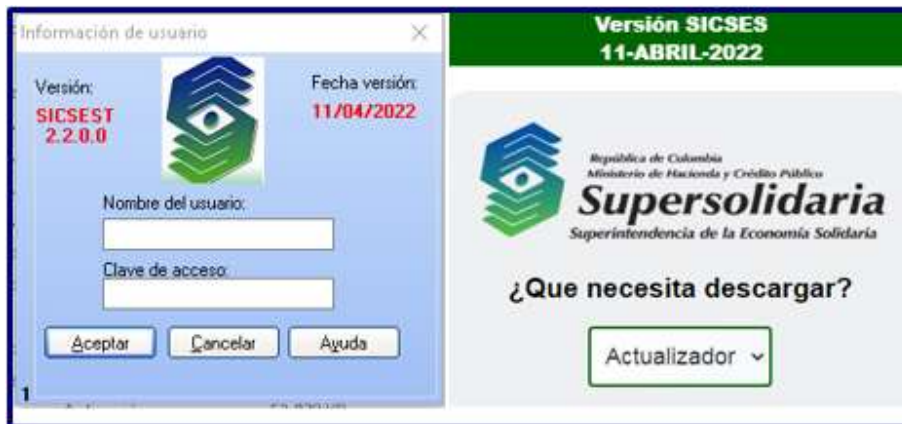 Información de usuario
Versión:
SICSEST
2.2.0.0
Fecha versión:
11/04/2022
Nombre del usuario:
Clave de acceso:
Aceptar
Cancelar
Ayuda
1
Versión SICSES
11-ABRIL-2022
República de Colombia
Ministerio de Hacienda y Crédito Público
Supersolidaria
Superintendencia de la Economía Solidaria
¿Que necesita descargar?
Actualizador